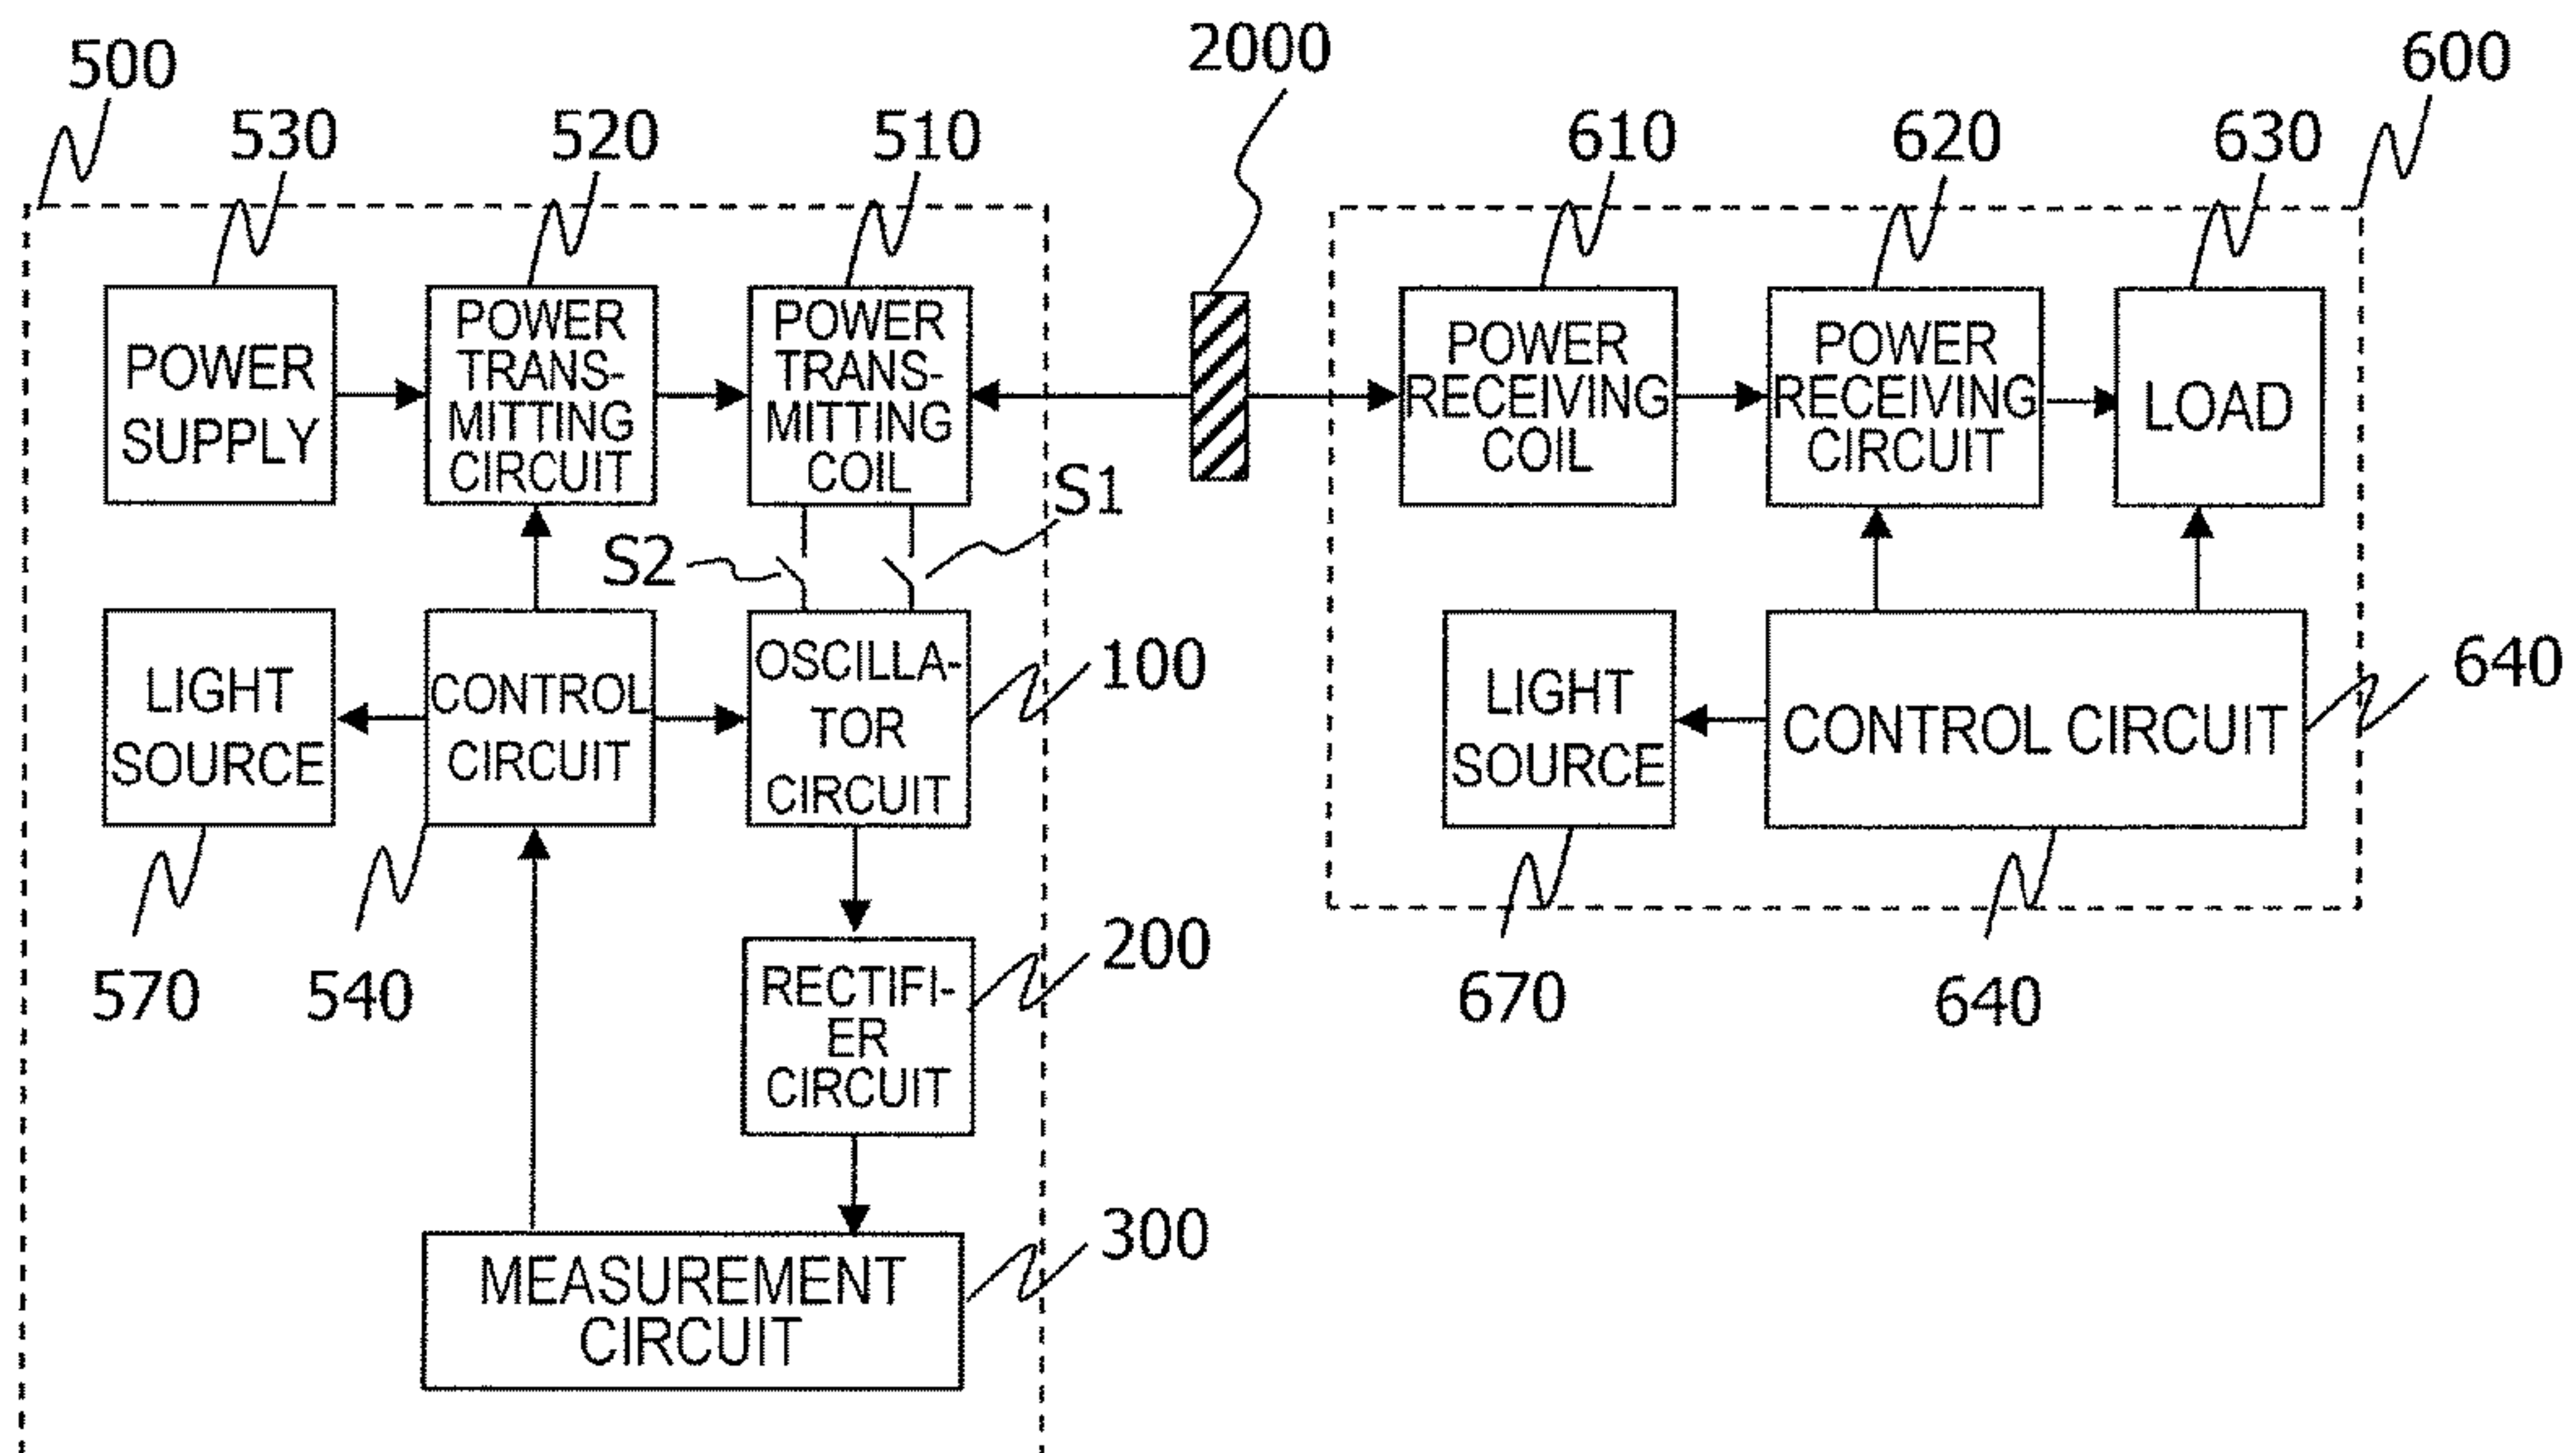 500
2000
600
530
520
510
610
620
630
POWER
SUPPLY
POWER
TRANS-
MITTING
CIRCUIT
POWER
TRANS-
MITTING
COIL
POWER
RECEIVING
COIL
POWER
RECEIVING
CIRCUIT
LOAD
S2
S1
LIGHT
SOURCE
CONTROL
CIRCUIT
OSCILLA-
TOR
CIRCUIT
100
LIGHT
SOURCE
CONTROL CIRCUIT
640
570
540
RECTIFI-
ER
CIRCUIT
200
670
640
MEASUREMENT
CIRCUIT
300